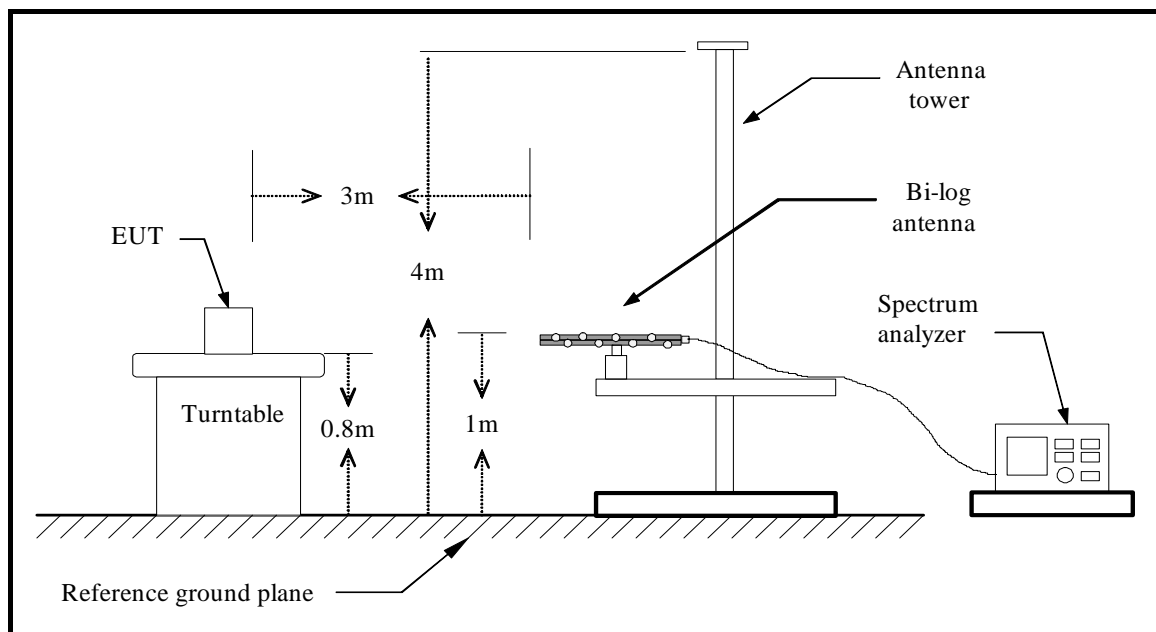 Antenna
tower
3m
Bi-log
antenna
EUT
4m
Spectrum
analyzer
Turntable
0.8m
1m
Reference ground plane